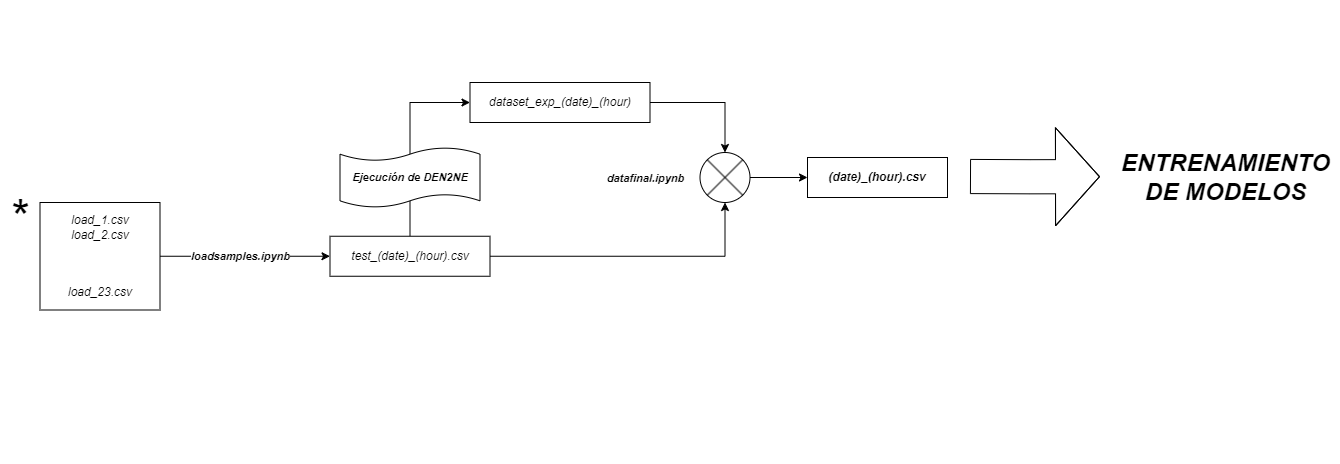 *
load_1.csv
load_2.csv
load_23.csv
loadsamples.ipynb
test_(date)_(hour).csv
Ejecución de DEN2NE
dataset_exp_(date)_(hour)
datafinal.ipynb
(date)_(hour).csv
ENTRENAMIENTO
DE MODELOS